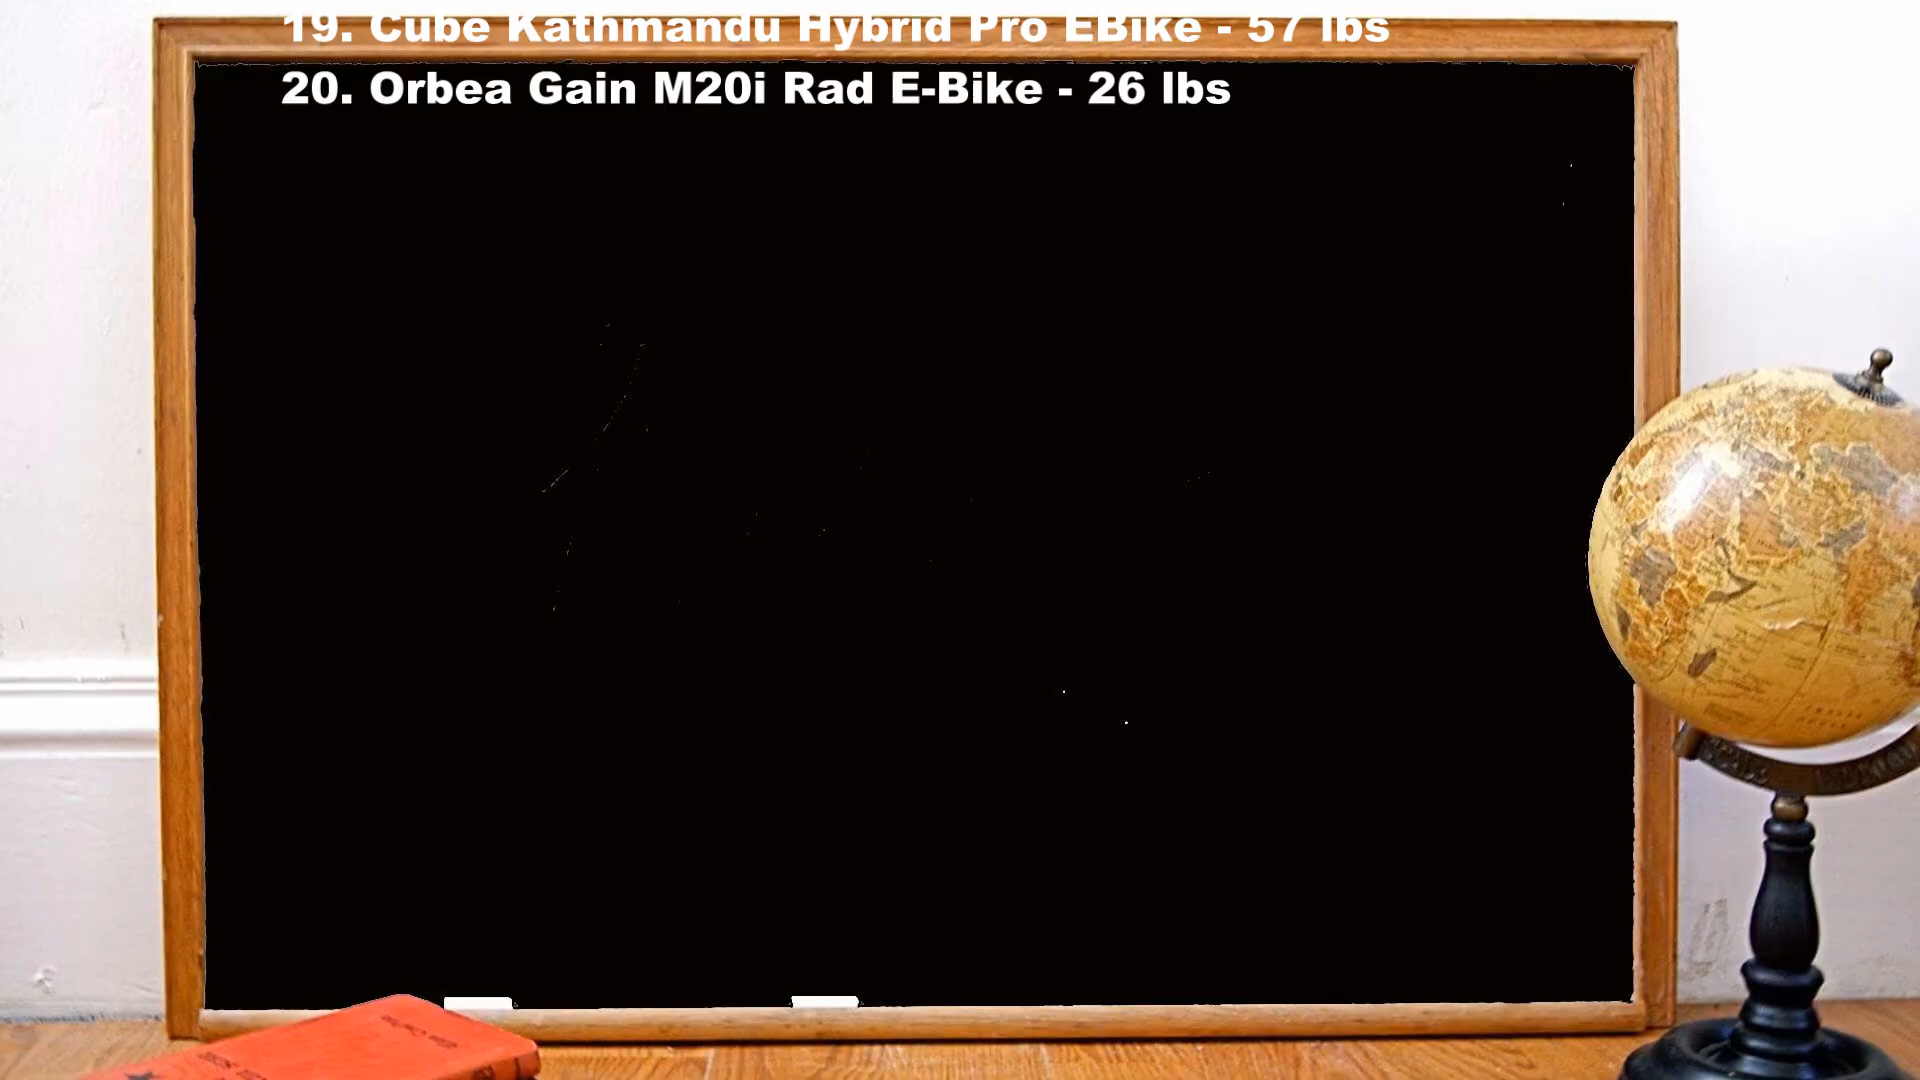 19. Cube Kathmandu Hybrid Pro EBike - 57 lbs
20. Orbea Gain M20i Rad E-Bike - 26 lbs